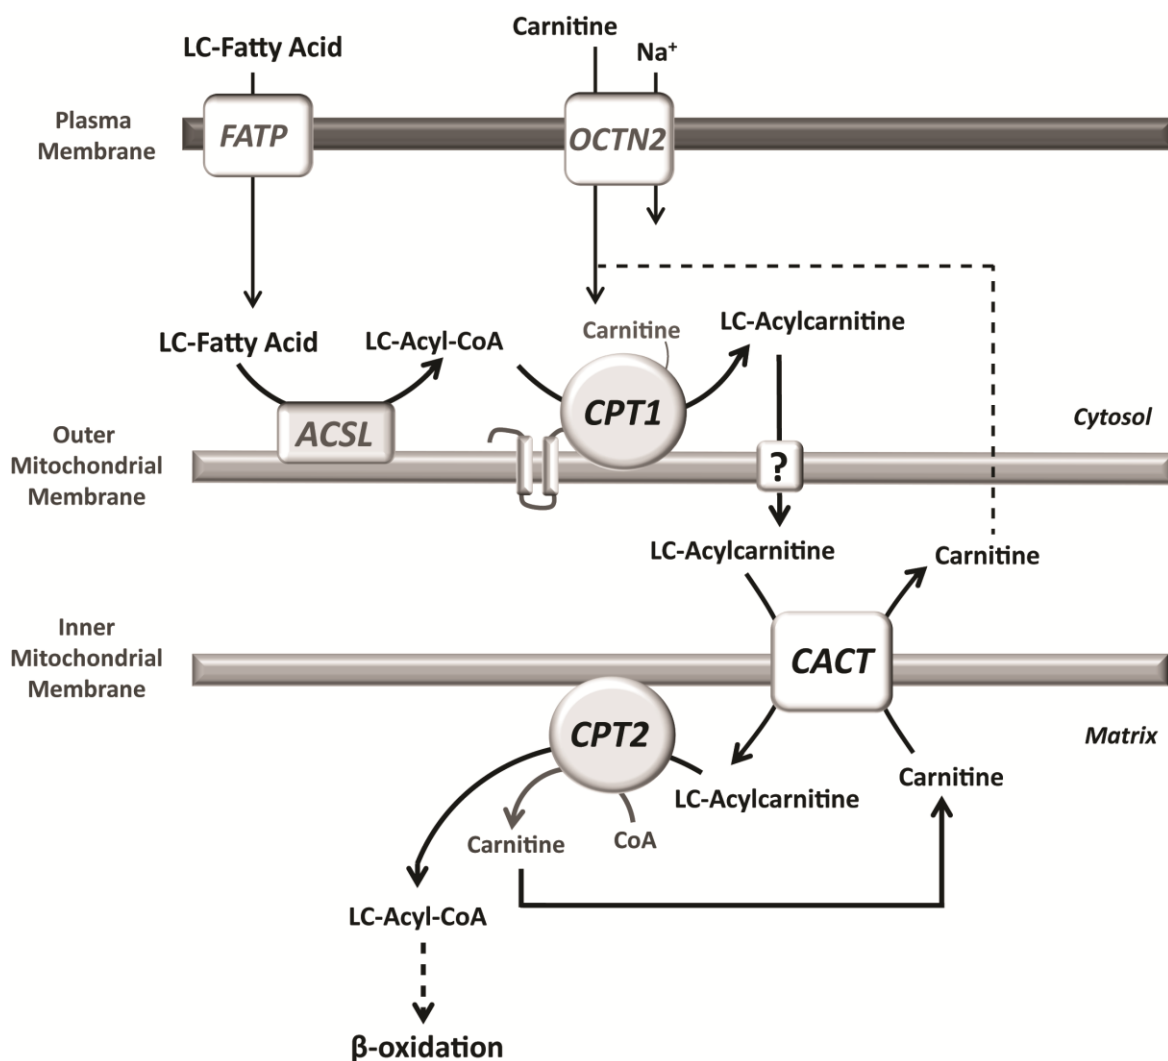 Carnitine
LC-Fatty Acid
Na⁺
Plasma
Membrane
FATP
OCTN2
Carnitine
LC-Acylcarnitine
LC-Fatty Acid
LC-Acyl-CoA
CPT1
Cytosol
ACSL
Outer
Mitochondrial
Membrane
?
LC-Acylcarnitine
Carnitine
Inner
Mitochondrial
Membrane
CACT
CPT2
Matrix
Carnitine
LC-Acylcarnitine
Carnitine
CoA
LC-Acyl-CoA
β-oxidation